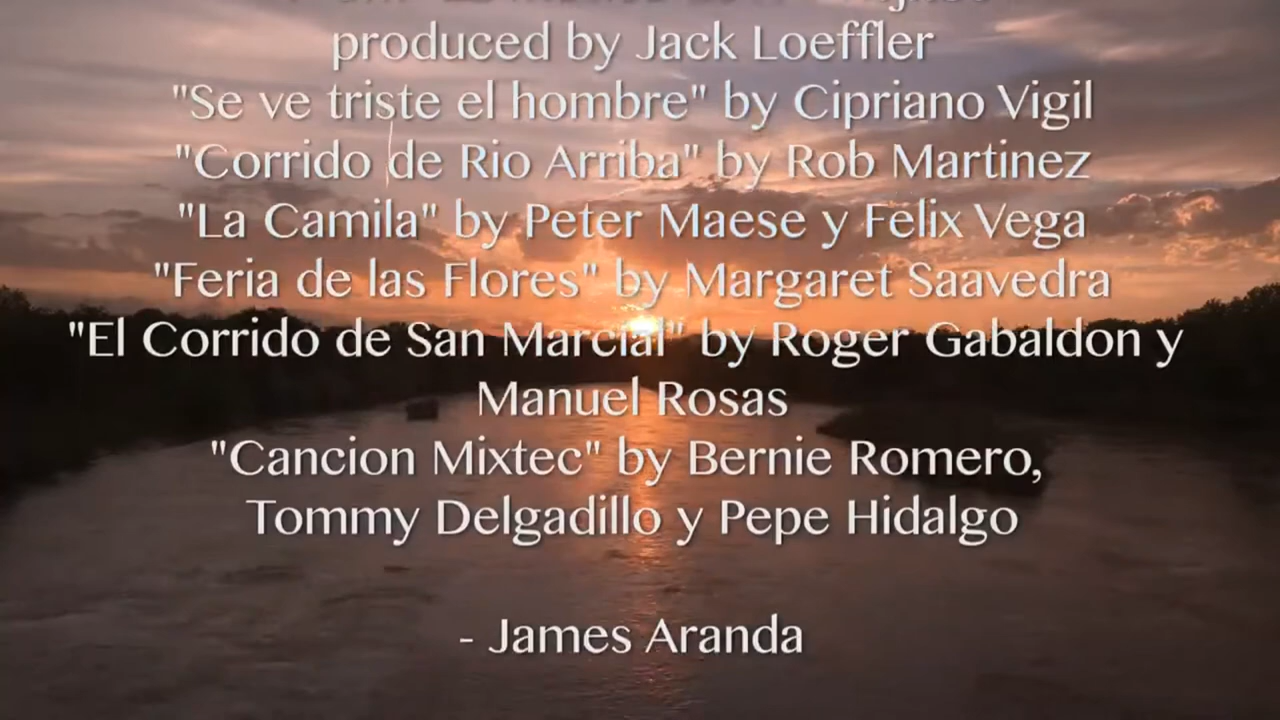 produced by Jack Loeffler
"Se ve triste el hombre" by Cipriano Vigil
"Corrido de Rio Arriba" by Rob Martinez
"La Camila" by Peter Maese y Felix Vega
"Feria de las Flores" by Margaret Saavedra
"El Corrido de San Marcial" by Roger Gabaldon y
Manuel Rosas
"Cancion Mixtec" by Bernie Romero,
Tommy Delgadillo y Pepe Hidalgo
- James Aranda